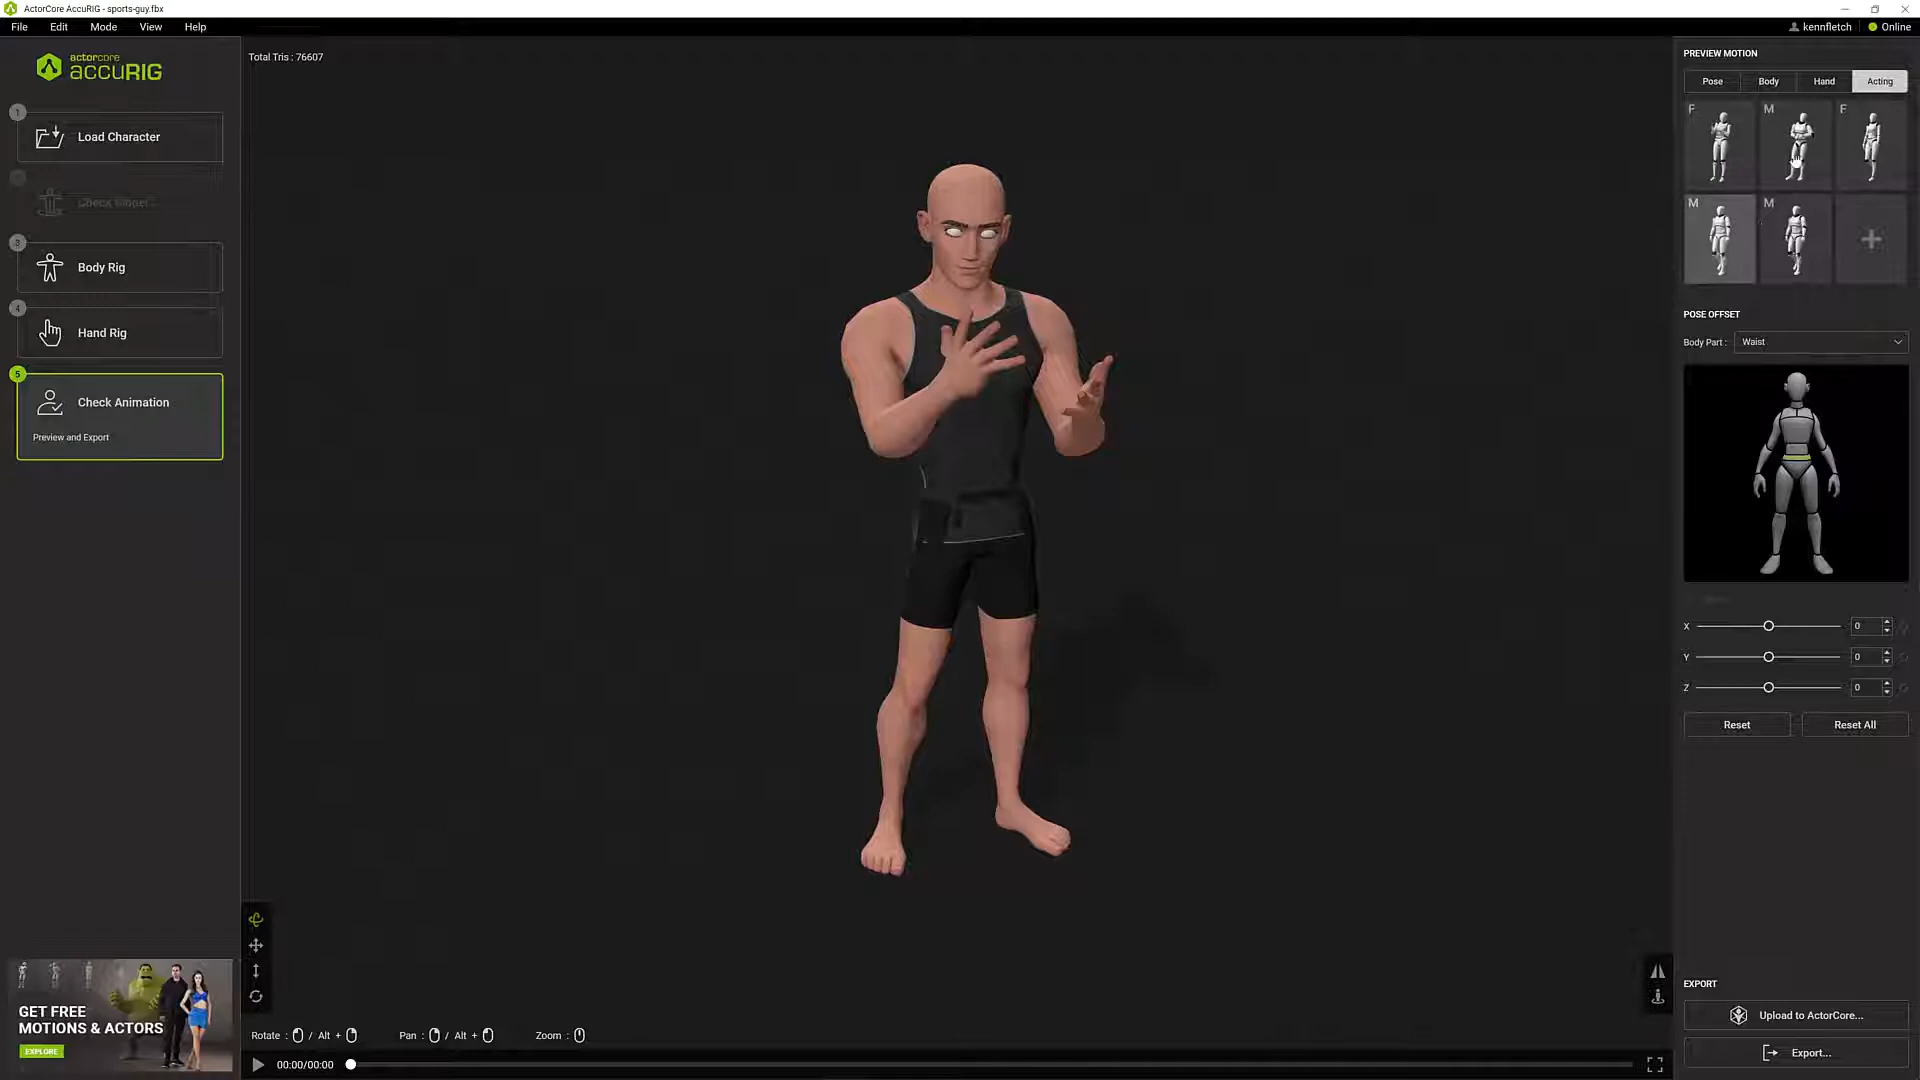 ActorCore AccuRIG - sports-guy.fbx
File Edit Mode View Help
kennfletch Online
actorcore
accuRIG
Total Tris : 76607
1
Load Character
3
Body Rig
4
Hand Rig
5
Check Animation
Preview and Export
GET FREE
MOTIONS & ACTORS
EXPLORE
Rotate : / Alt + Pan : / Alt + Zoom :
00:00/00:00
PREVIEW MOTION
Pose Body Hand Acting
F M F
M M
POSE OFFSET
Body Part : Waist
X 0
Y 0
Z 0
Reset Reset All
EXPORT
Upload to ActorCore...
Export...